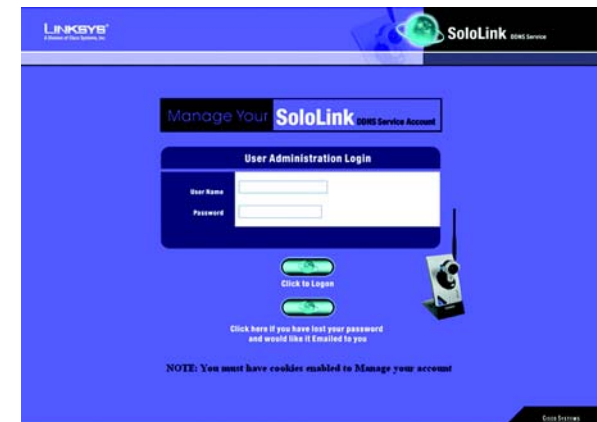 LINKSYS®
A Division of Cisco Systems, Inc.
SoloLink DDNS Service
Manage Your SoloLink DDNS Service Account
User Administration Login
User Name
Password
Click to Logon
Click here if you have lost your password
and would like it Emailed to you
NOTE: You must have cookies enabled to Manage your account
Cisco Systems